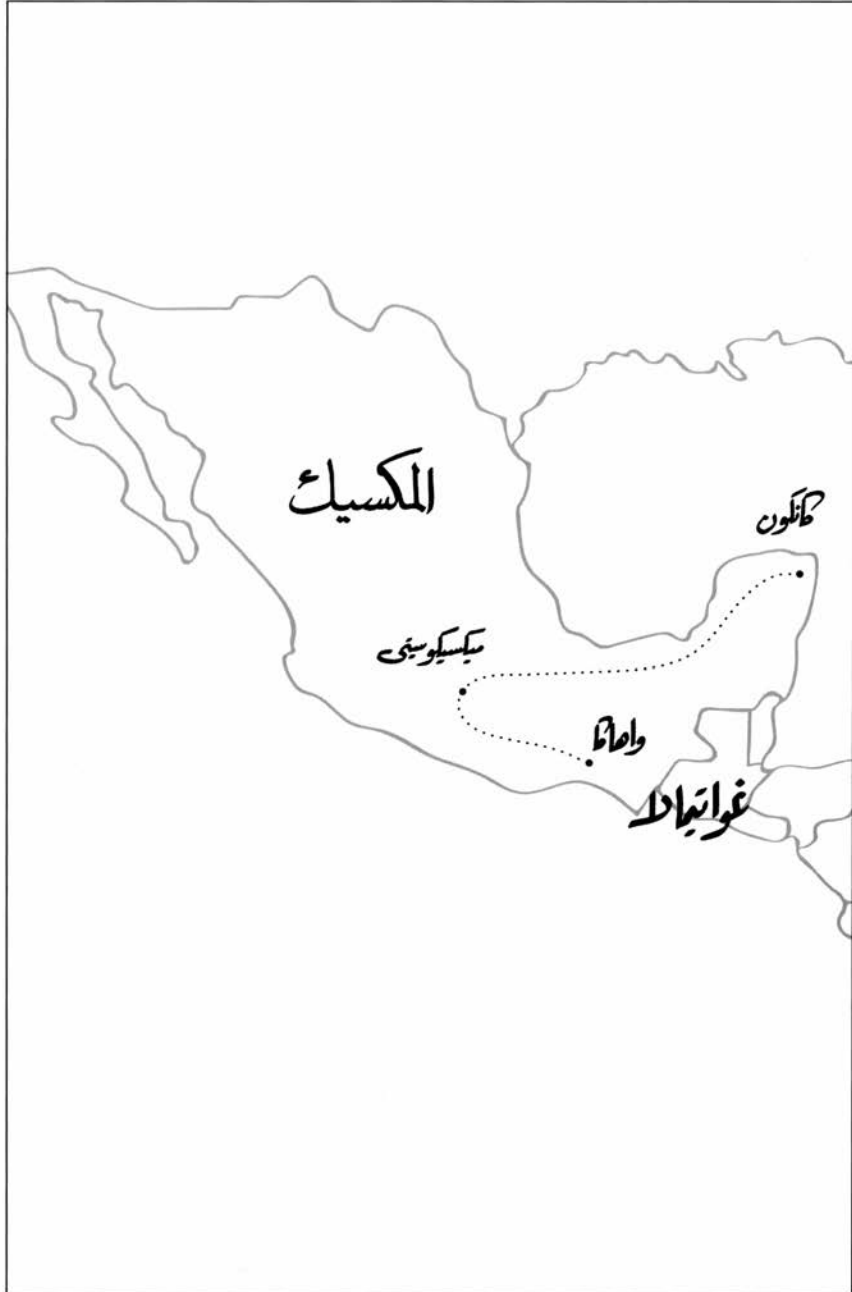 المكسيك
كانكون
ميكسيكو سيتي
واهاكا
غواتيمالا